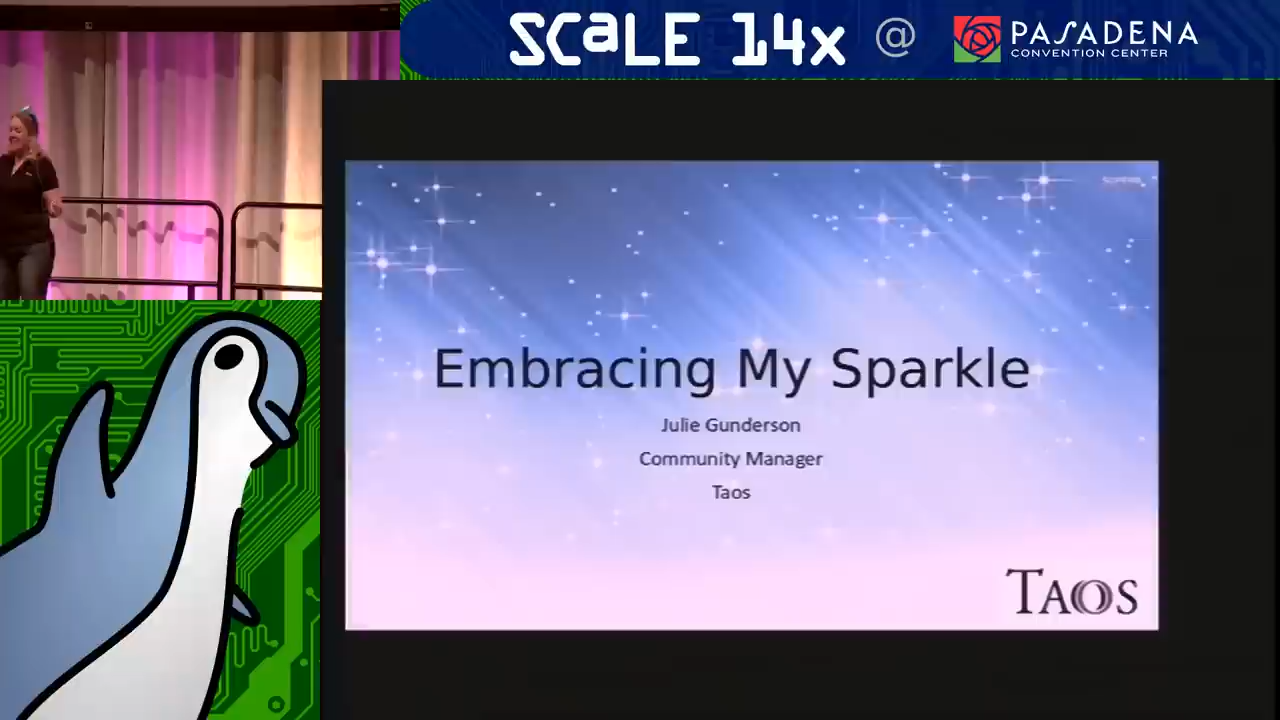 SCALE 14x @ PASADENA
CONVENTION CENTER
Embracing My Sparkle
Julie Gunderson
Community Manager
Taos
TAOS